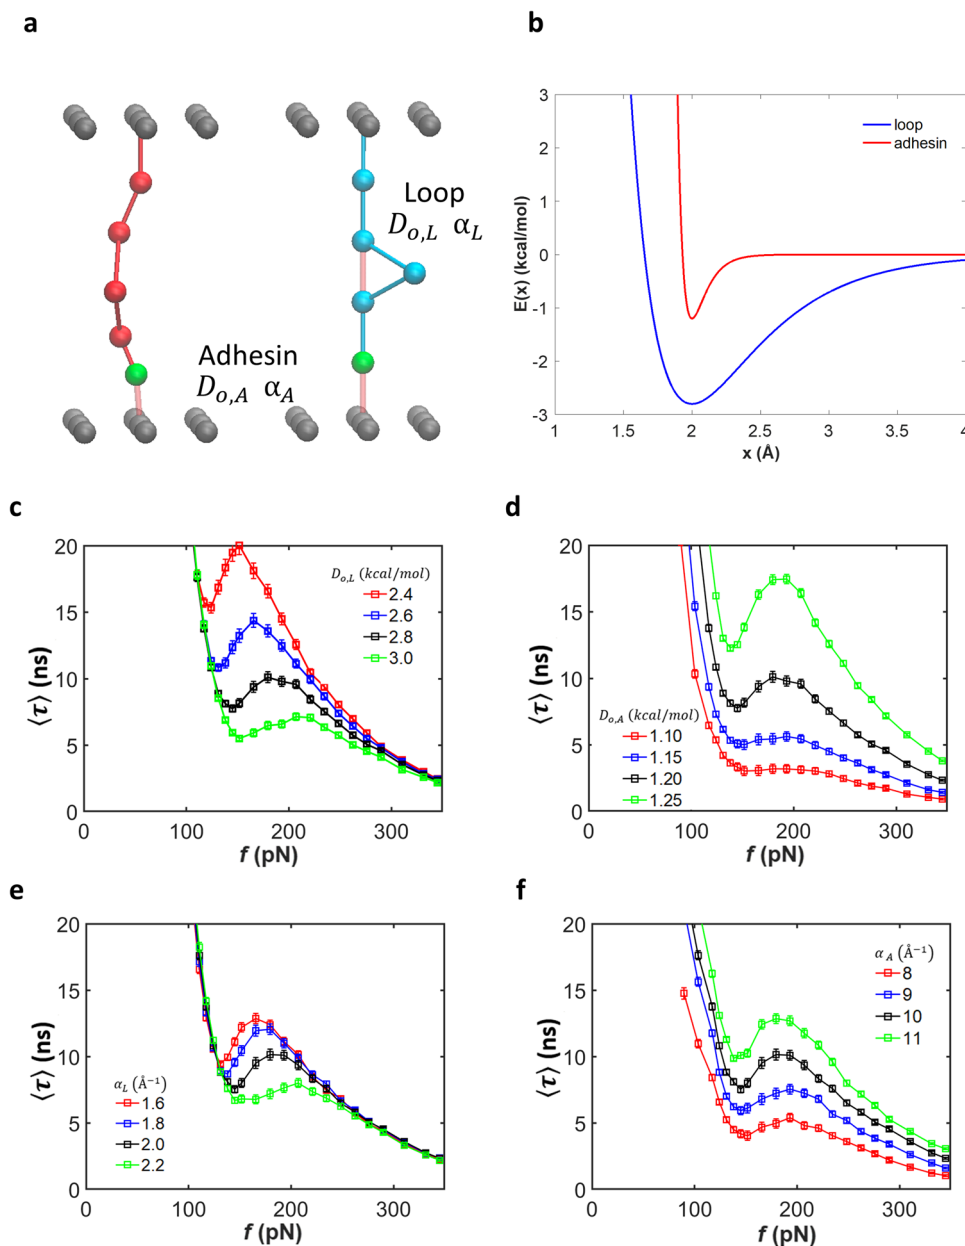 a
b
Loop
D_{o,L} α_L
Adhesin
D_{o,A} α_A
E(x) (kcal/mol)
3
2
1
0
-1
-2
-3
1
1.5
2
2.5
3
3.5
4
x (Å)
loop
adhesin
c
⟨τ⟩ (ns)
20
15
10
5
0
0
100
200
300
f (pN)
D_{o,L} (kcal/mol)
2.4
2.6
2.8
3.0
d
⟨τ⟩ (ns)
20
15
10
5
0
0
100
200
300
f (pN)
D_{o,A} (kcal/mol)
1.10
1.15
1.20
1.25
e
⟨τ⟩ (ns)
20
15
10
5
0
0
100
200
300
f (pN)
α_L (Å⁻¹)
1.6
1.8
2.0
2.2
f
⟨τ⟩ (ns)
20
15
10
5
0
0
100
200
300
f (pN)
α_A (Å⁻¹)
8
9
10
11